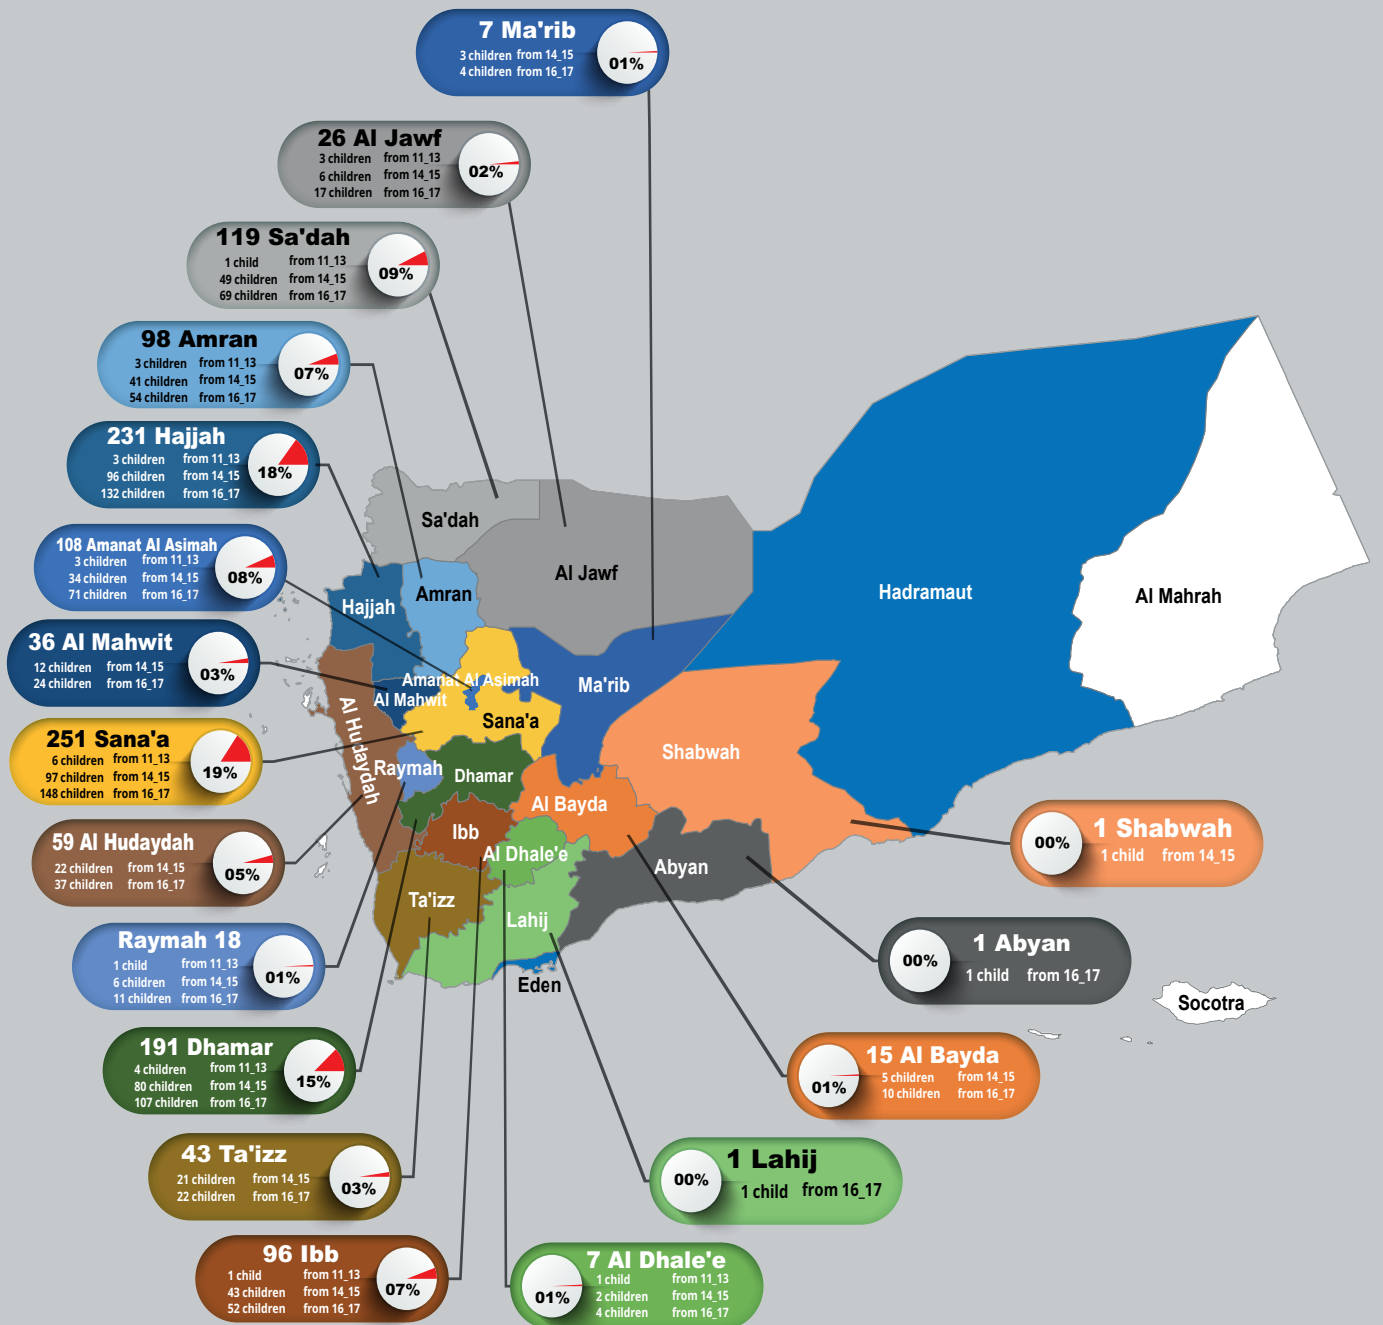 7 Ma'rib
3 children from 14_15
4 children from 16_17
01%
26 Al Jawf
3 children from 11_13
6 children from 14_15
17 children from 16_17
02%
119 Sa'dah
1 child from 11_13
49 children from 14_15
69 children from 16_17
09%
98 Amran
3 children from 11_13
41 children from 14_15
54 children from 16_17
07%
231 Hajjah
3 children from 11_13
96 children from 14_15
132 children from 16_17
18%
108 Amanat Al Asimah
3 children from 11_13
34 children from 14_15
71 children from 16_17
08%
36 Al Mahwit
12 children from 14_15
24 children from 16_17
03%
251 Sana'a
6 children from 11_13
97 children from 14_15
148 children from 16_17
19%
59 Al Hudaydah
22 children from 14_15
37 children from 16_17
05%
Raymah 18
1 child from 11_13
6 children from 14_15
11 children from 16_17
01%
191 Dhamar
4 children from 11_13
80 children from 14_15
107 children from 16_17
15%
43 Ta'izz
21 children from 14_15
22 children from 16_17
03%
96 Ibb
1 child from 11_13
43 children from 14_15
52 children from 16_17
07%
7 Al Dhale'e
1 child from 11_13
2 children from 14_15
4 children from 16_17
01%
1 Lahij
1 child from 16_17
00%
15 Al Bayda
5 children from 14_15
10 children from 16_17
01%
1 Abyan
1 child from 16_17
00%
1 Shabwah
1 child from 14_15
00%
Sa'dah
Al Jawf
Hajjah
Amran
Hadramaut
Al Mahrah
Amanat Al Asimah
Al Mahwit
Ma'rib
Sana'a
Al Hudaydah
Raymah
Dhamar
Shabwah
Al Bayda
Ibb
Al Dhale'e
Abyan
Ta'izz
Lahij
Eden
Socotra